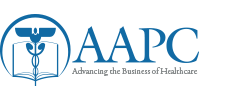 AAPC
Advancing the Business of Healthcare